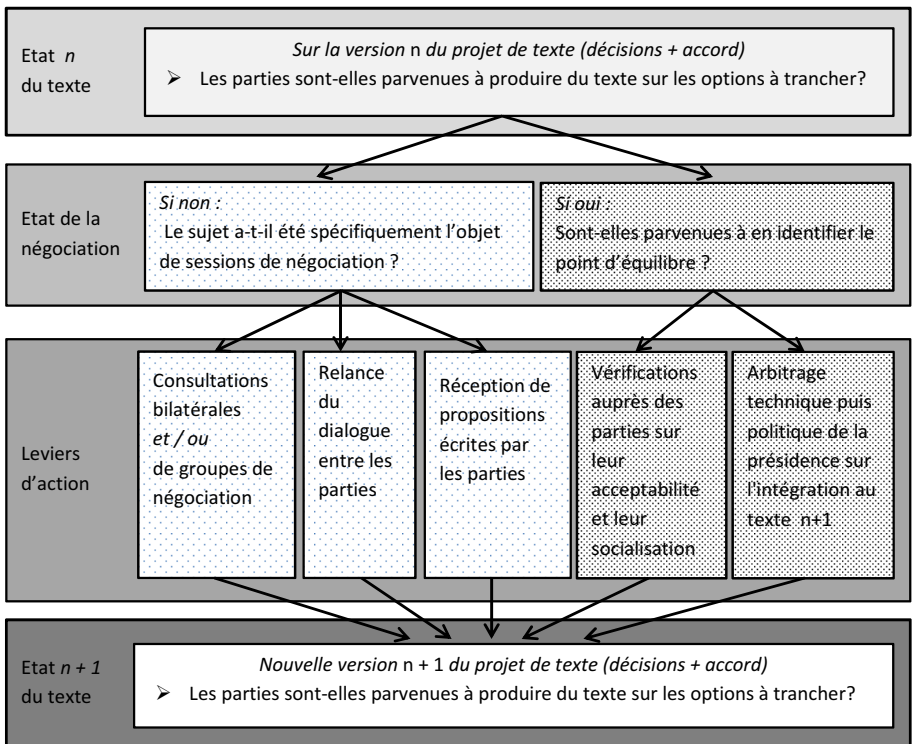 Etat n
du texte
Sur la version n du projet de texte (décisions + accord)
➢ Les parties sont-elles parvenues à produire du texte sur les options à trancher?
Etat de la
négociation
Si non :
Le sujet a-t-il été spécifiquement l’objet
de sessions de négociation ?
Si oui :
Sont-elles parvenues à en identifier le
point d’équilibre ?
Leviers
d’action
Consultations
bilatérales
et / ou
de groupes de
négociation
Relance
du
dialogue
entre les
parties
Réception de
propositions
écrites par
les parties
Vérifications
auprès des
parties sur
leur
acceptabilité
et leur
socialisation
Arbitrage
technique puis
politique de la
présidence sur
l’intégration au
texte n+1
Etat n + 1
du texte
Nouvelle version n + 1 du projet de texte (décisions + accord)
➢ Les parties sont-elles parvenues à produire du texte sur les options à trancher?